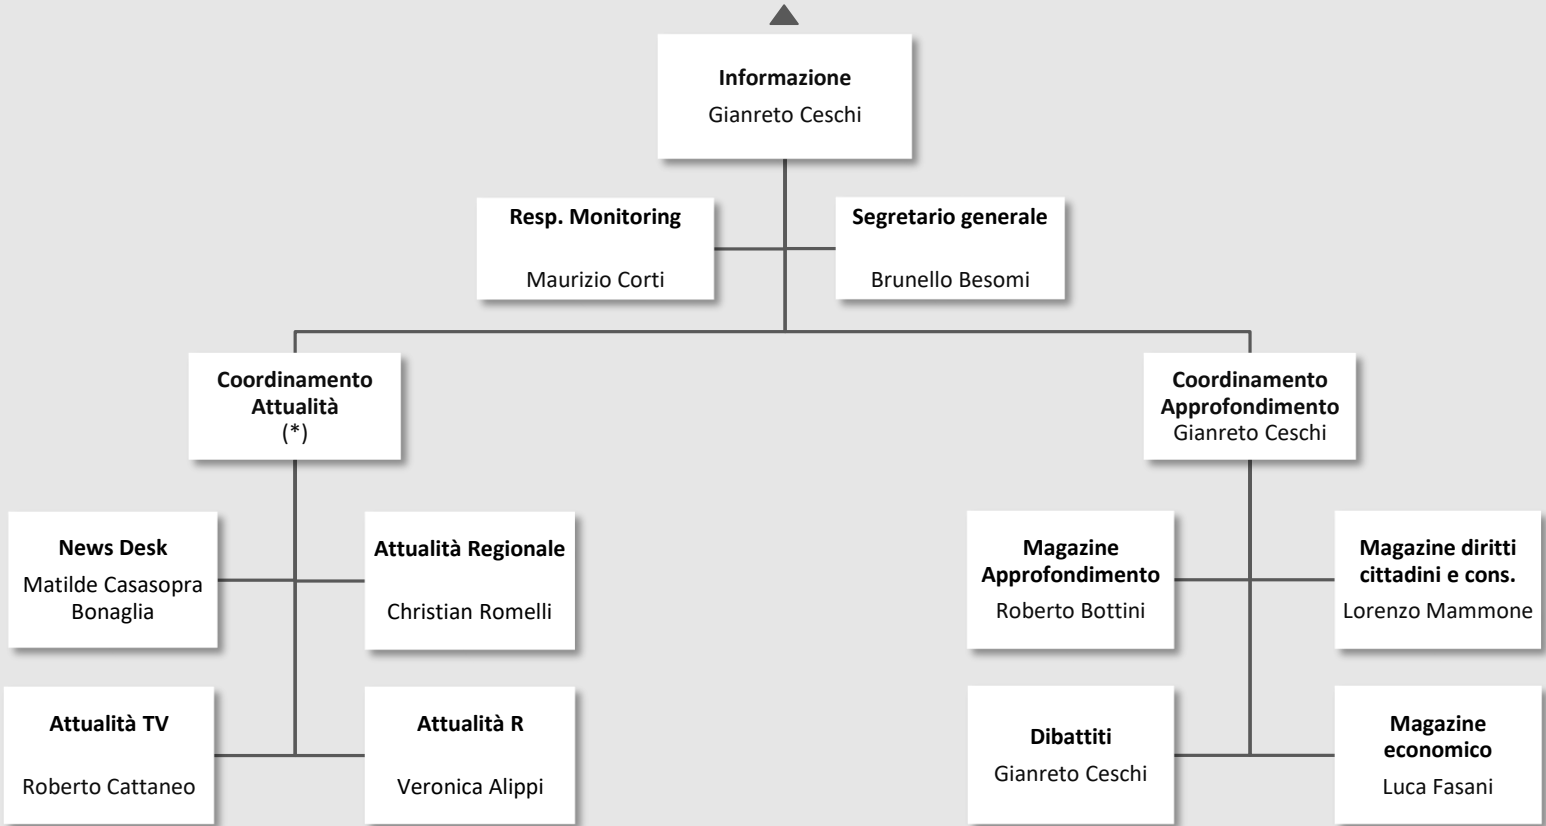 Informazione
Gianreto Ceschi
Resp. Monitoring
Maurizio Corti
Segretario generale
Brunello Besomi
Coordinamento
Attualità
(*)
Coordinamento
Approfondimento
Gianreto Ceschi
News Desk
Matilde Casasopra
Bonaglia
Attualità Regionale
Christian Romelli
Magazine
Approfondimento
Roberto Bottini
Magazine diritti
cittadini e cons.
Lorenzo Mammone
Attualità TV
Roberto Cattaneo
Attualità R
Veronica Alippi
Dibattiti
Gianreto Ceschi
Magazine
economico
Luca Fasani